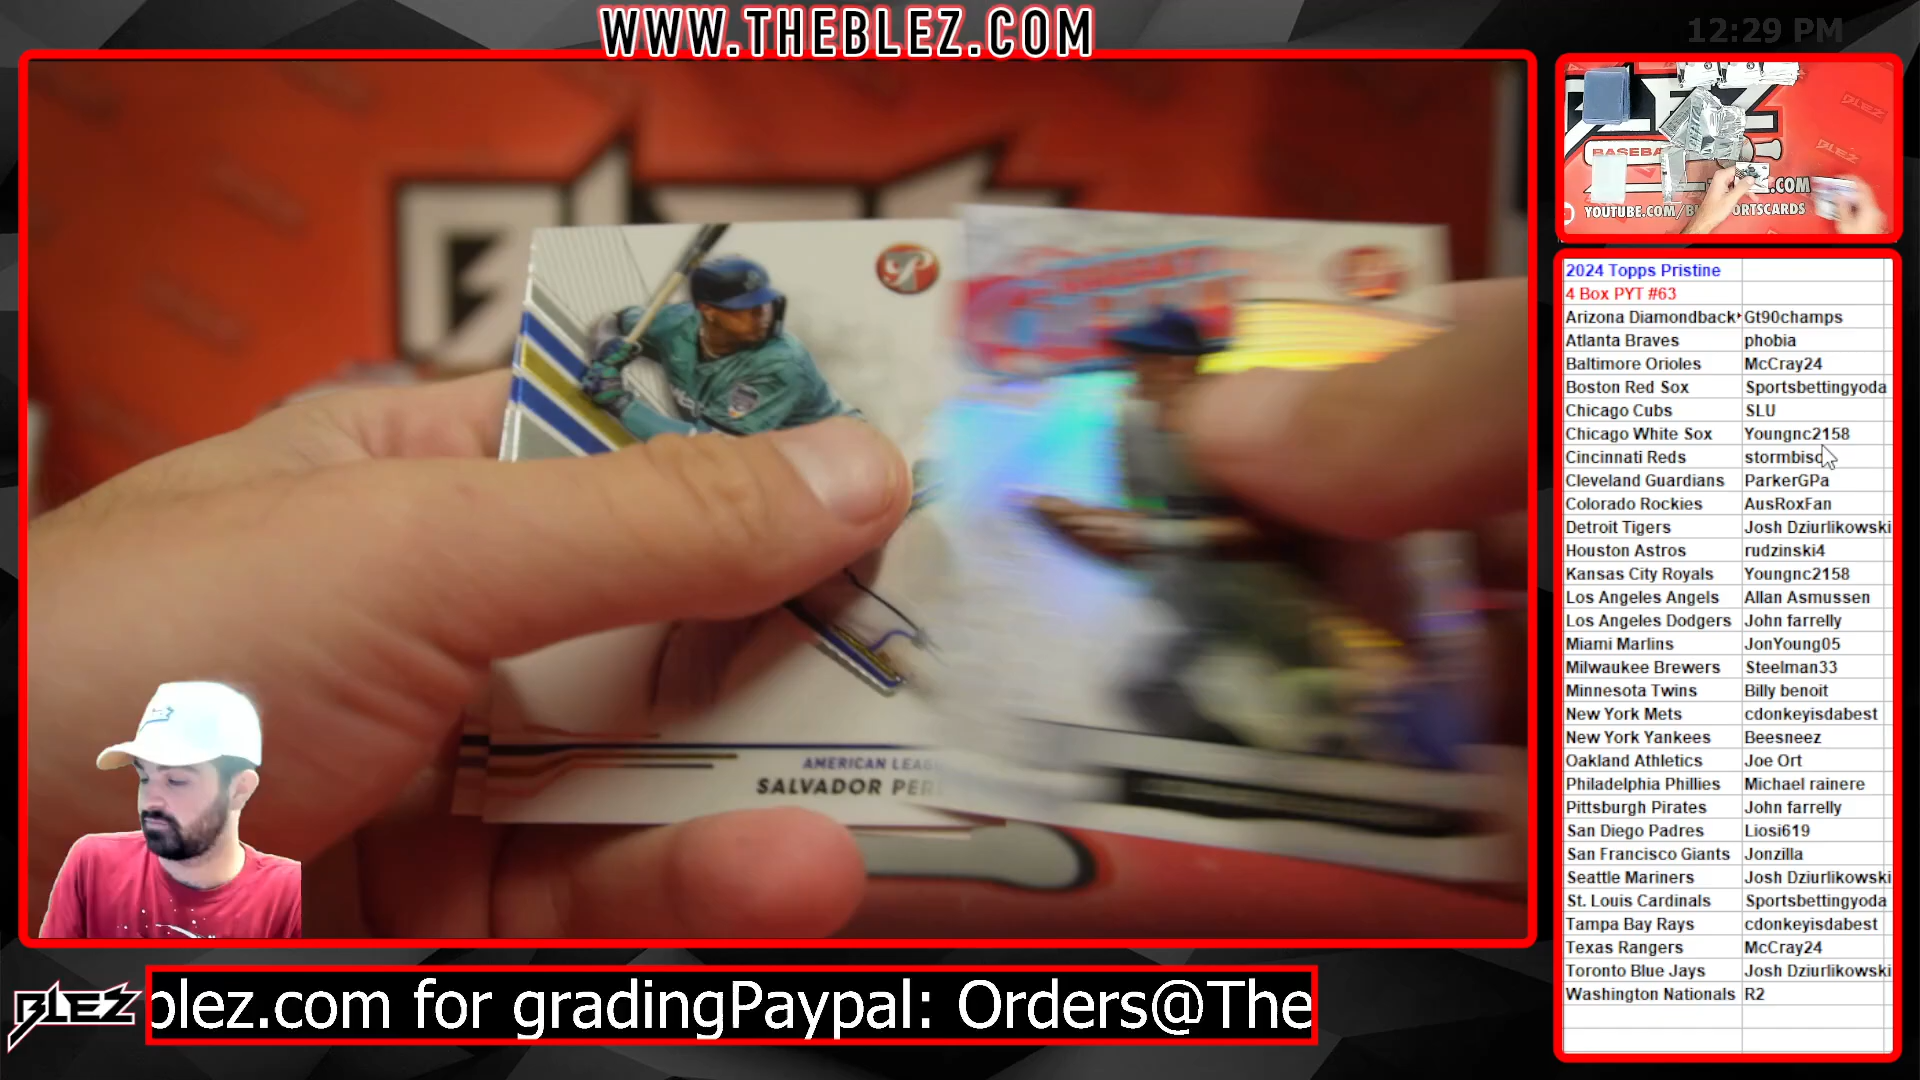 WWW.THEBLEZ.COM
12:29 PM
BLEZ
BASEBA
.COM
YOUTUBE.COM/BL
ORTSCARDS
AMERICAN LEAG
SALVADOR PER
2024 Topps Pristine
4 Box PYT #63
Arizona Diamondback Gt90champs
Atlanta Braves phobia
Baltimore Orioles McCray24
Boston Red Sox Sportsbettingyoda
Chicago Cubs SLU
Chicago White Sox Youngnc2158
Cincinnati Reds stormbisc
Cleveland Guardians ParkerGPa
Colorado Rockies AusRoxFan
Detroit Tigers Josh Dziurlikowski
Houston Astros rudzinski4
Kansas City Royals Youngnc2158
Los Angeles Angels Allan Asmussen
Los Angeles Dodgers John farrelly
Miami Marlins JonYoung05
Milwaukee Brewers Steelman33
Minnesota Twins Billy benoit
New York Mets cdonkeyisdabest
New York Yankees Beesneez
Oakland Athletics Joe Ort
Philadelphia Phillies Michael rainere
Pittsburgh Pirates John farrelly
San Diego Padres Liosi619
San Francisco Giants Jonzilla
Seattle Mariners Josh Dziurlikowski
St. Louis Cardinals Sportsbettingyoda
Tampa Bay Rays cdonkeyisdabest
Texas Rangers McCray24
Toronto Blue Jays Josh Dziurlikowski
Washington Nationals R2
BLEZ
blez.com for gradingPaypal: Orders@The